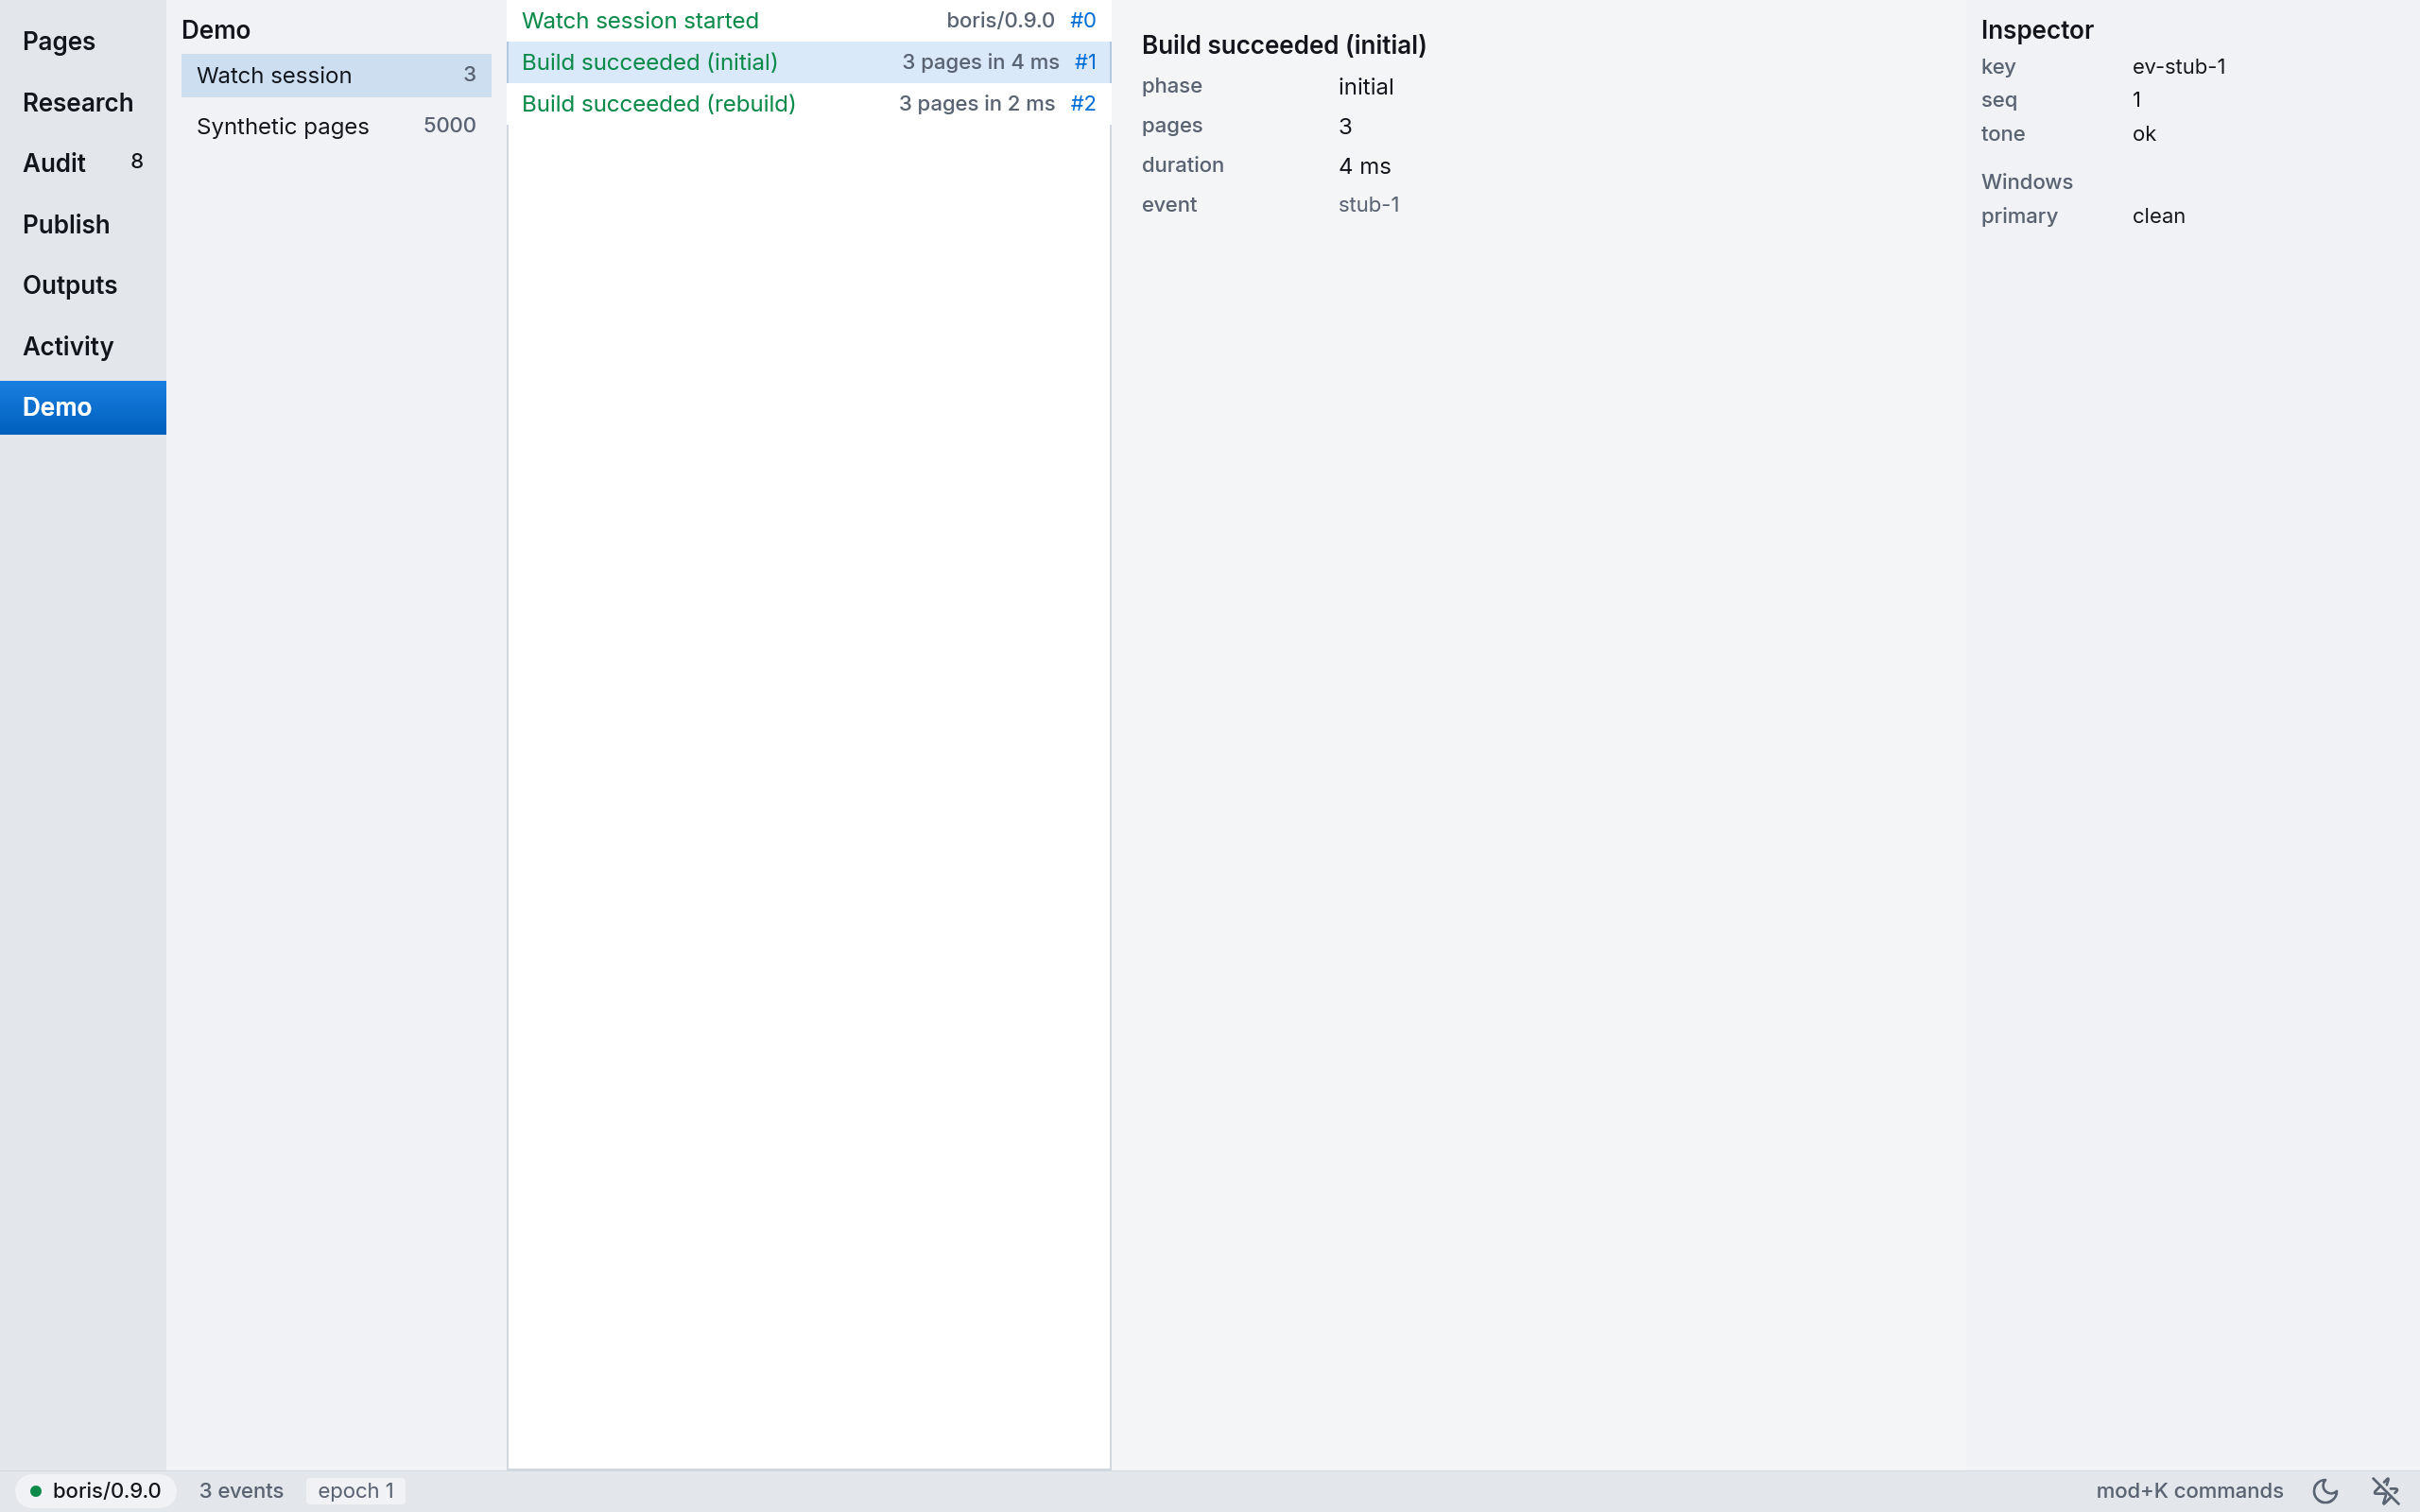 Pages
Research
Audit 8
Publish
Outputs
Activity
Demo
Demo
Watch session 3
Synthetic pages 5000
Watch session started boris/0.9.0 #0
Build succeeded (initial) 3 pages in 4 ms #1
Build succeeded (rebuild) 3 pages in 2 ms #2
Build succeeded (initial)
phase initial
pages 3
duration 4 ms
event stub-1
Inspector
key ev-stub-1
seq 1
tone ok
Windows
primary clean
boris/0.9.0 3 events epoch 1 mod+K commands